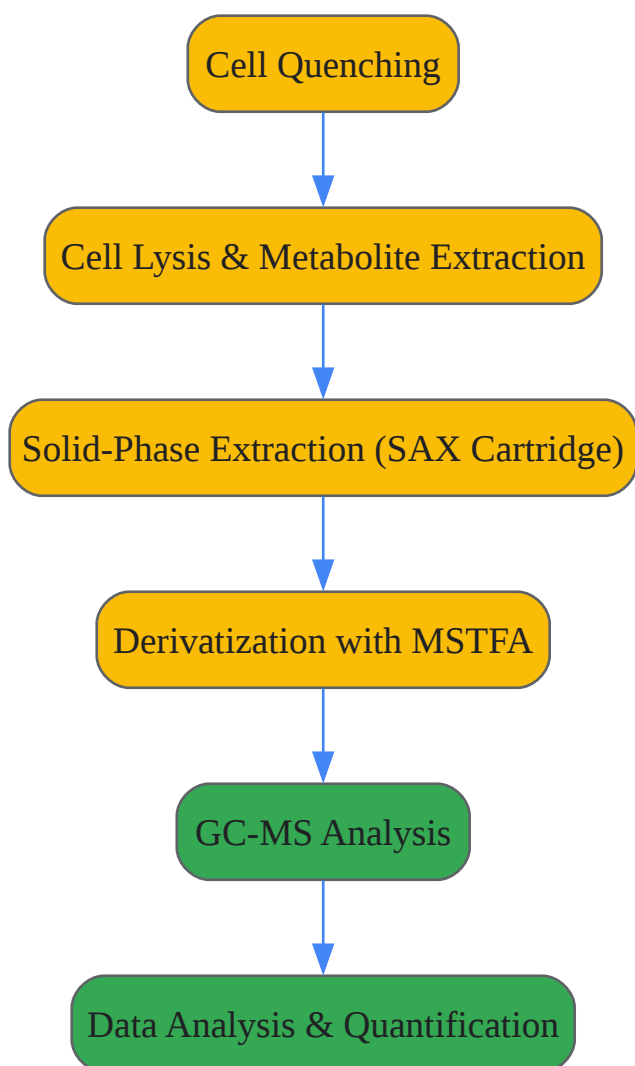 Cell Quenching
Cell Lysis & Metabolite Extraction
Solid-Phase Extraction (SAX Cartridge)
Derivatization with MSTFA
GC-MS Analysis
Data Analysis & Quantification